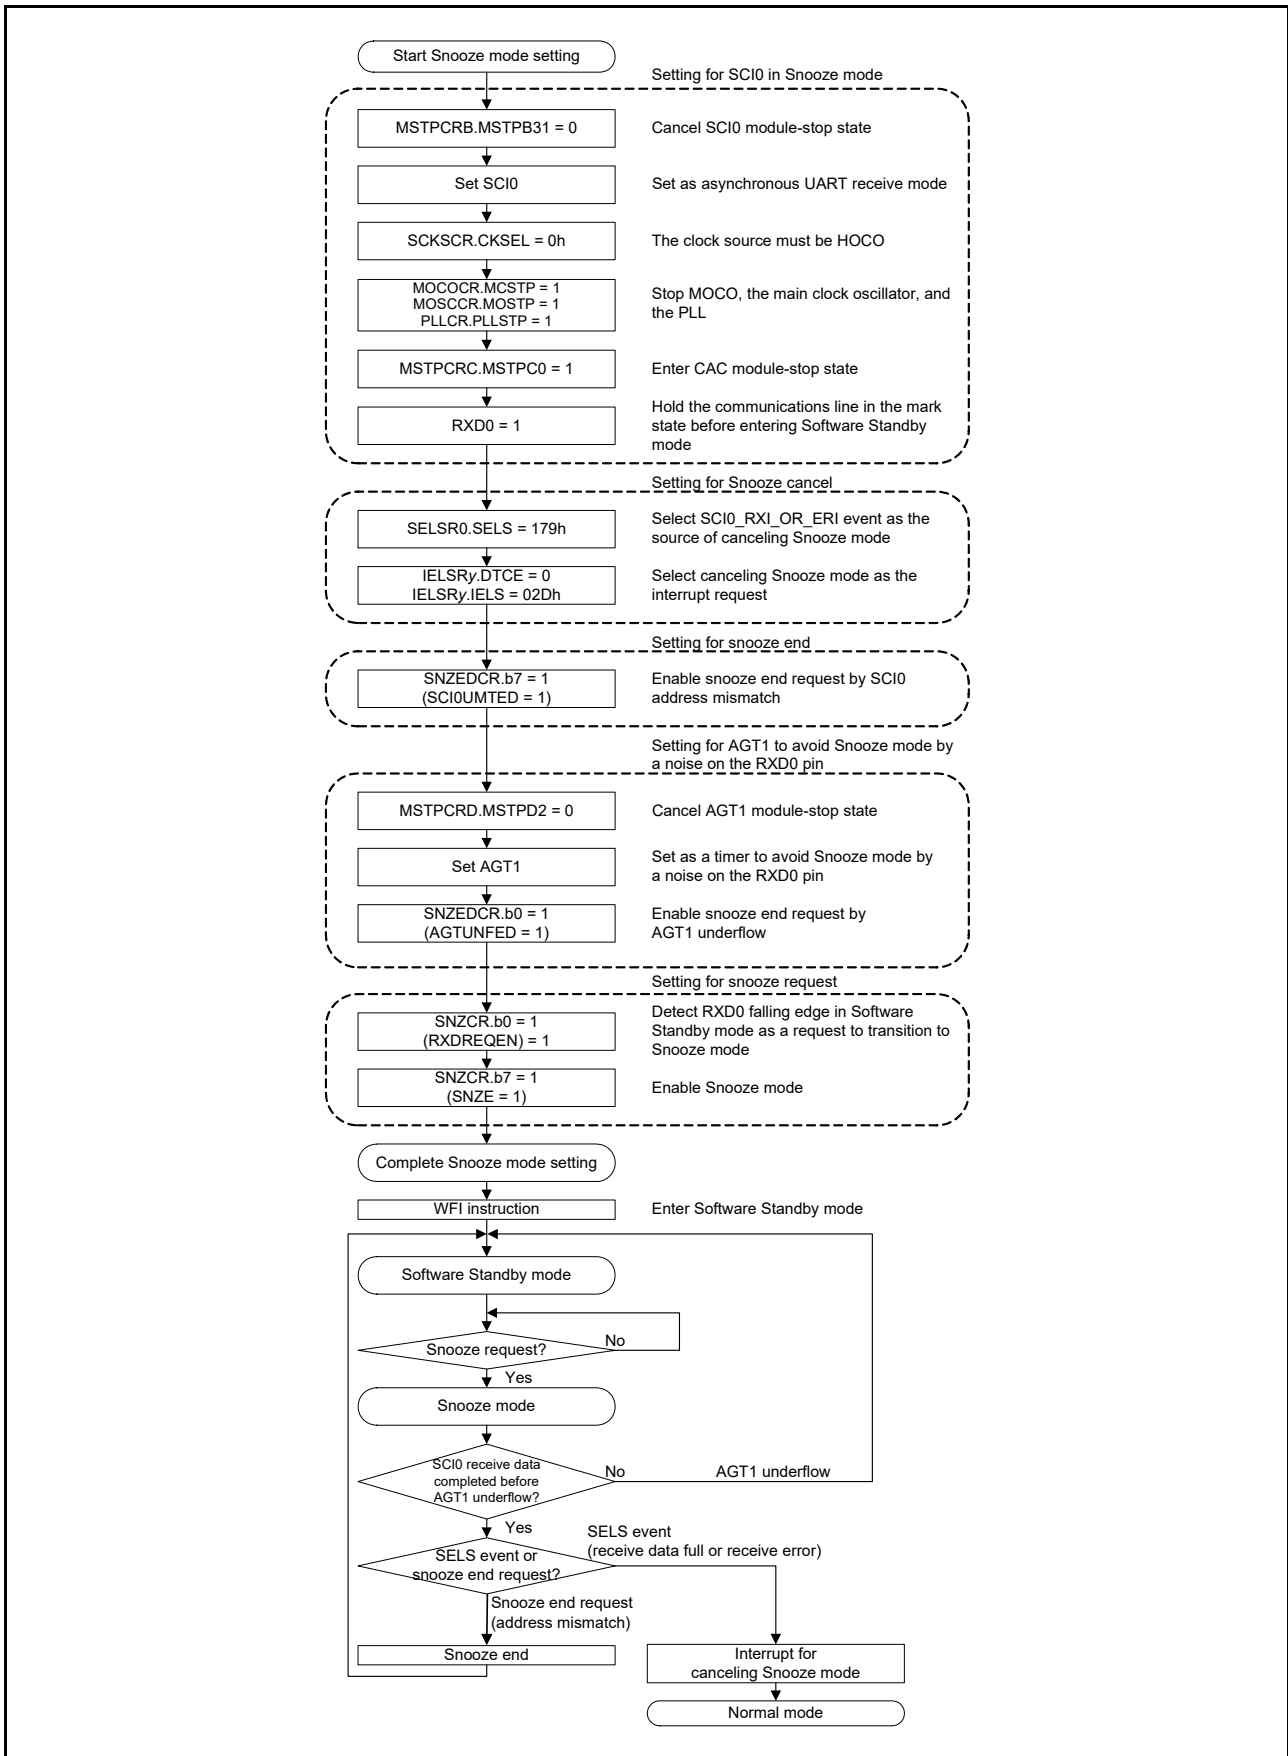 Start Snooze mode setting
Setting for SCI0 in Snooze mode
MSTPCRB.MSTPB31 = 0
Cancel SCI0 module-stop state
Set SCI0
Set as asynchronous UART receive mode
SCKSCR.CKSEL = 0h
The clock source must be HOCO
MOCOCR.MCSTP = 1
MOSCCR.MOSTP = 1
PLLCR.PLLSTP = 1
Stop MOCO, the main clock oscillator, and
the PLL
MSTPCRC.MSTPC0 = 1
Enter CAC module-stop state
RXD0 = 1
Hold the communications line in the mark
state before entering Software Standby
mode
Setting for Snooze cancel
SELSR0.SELS = 179h
Select SCI0_RXI_OR_ERI event as the
source of canceling Snooze mode
IELSRy.DTCE = 0
IELSRy.IELS = 02Dh
Select canceling Snooze mode as the
interrupt request
Setting for snooze end
SNZEDCR.b7 = 1
(SCI0UMTED = 1)
Enable snooze end request by SCI0
address mismatch
Setting for AGT1 to avoid Snooze mode by
a noise on the RXD0 pin
MSTPCRD.MSTPD2 = 0
Cancel AGT1 module-stop state
Set AGT1
Set as a timer to avoid Snooze mode by
a noise on the RXD0 pin
SNZEDCR.b0 = 1
(AGTUNFED = 1)
Enable snooze end request by
AGT1 underflow
Setting for snooze request
SNZCR.b0 = 1
(RXDREQEN) = 1
Detect RXD0 falling edge in Software
Standby mode as a request to transition to
Snooze mode
SNZCR.b7 = 1
(SNZE = 1)
Enable Snooze mode
Complete Snooze mode setting
WFI instruction
Enter Software Standby mode
Software Standby mode
Snooze request?
No
Yes
Snooze mode
SCI0 receive data
completed before
AGT1 underflow?
No
AGT1 underflow
Yes
SELS event
(receive data full or receive error)
SELS event or
snooze end request?
Snooze end request
(address mismatch)
Snooze end
Interrupt for
canceling Snooze mode
Normal mode